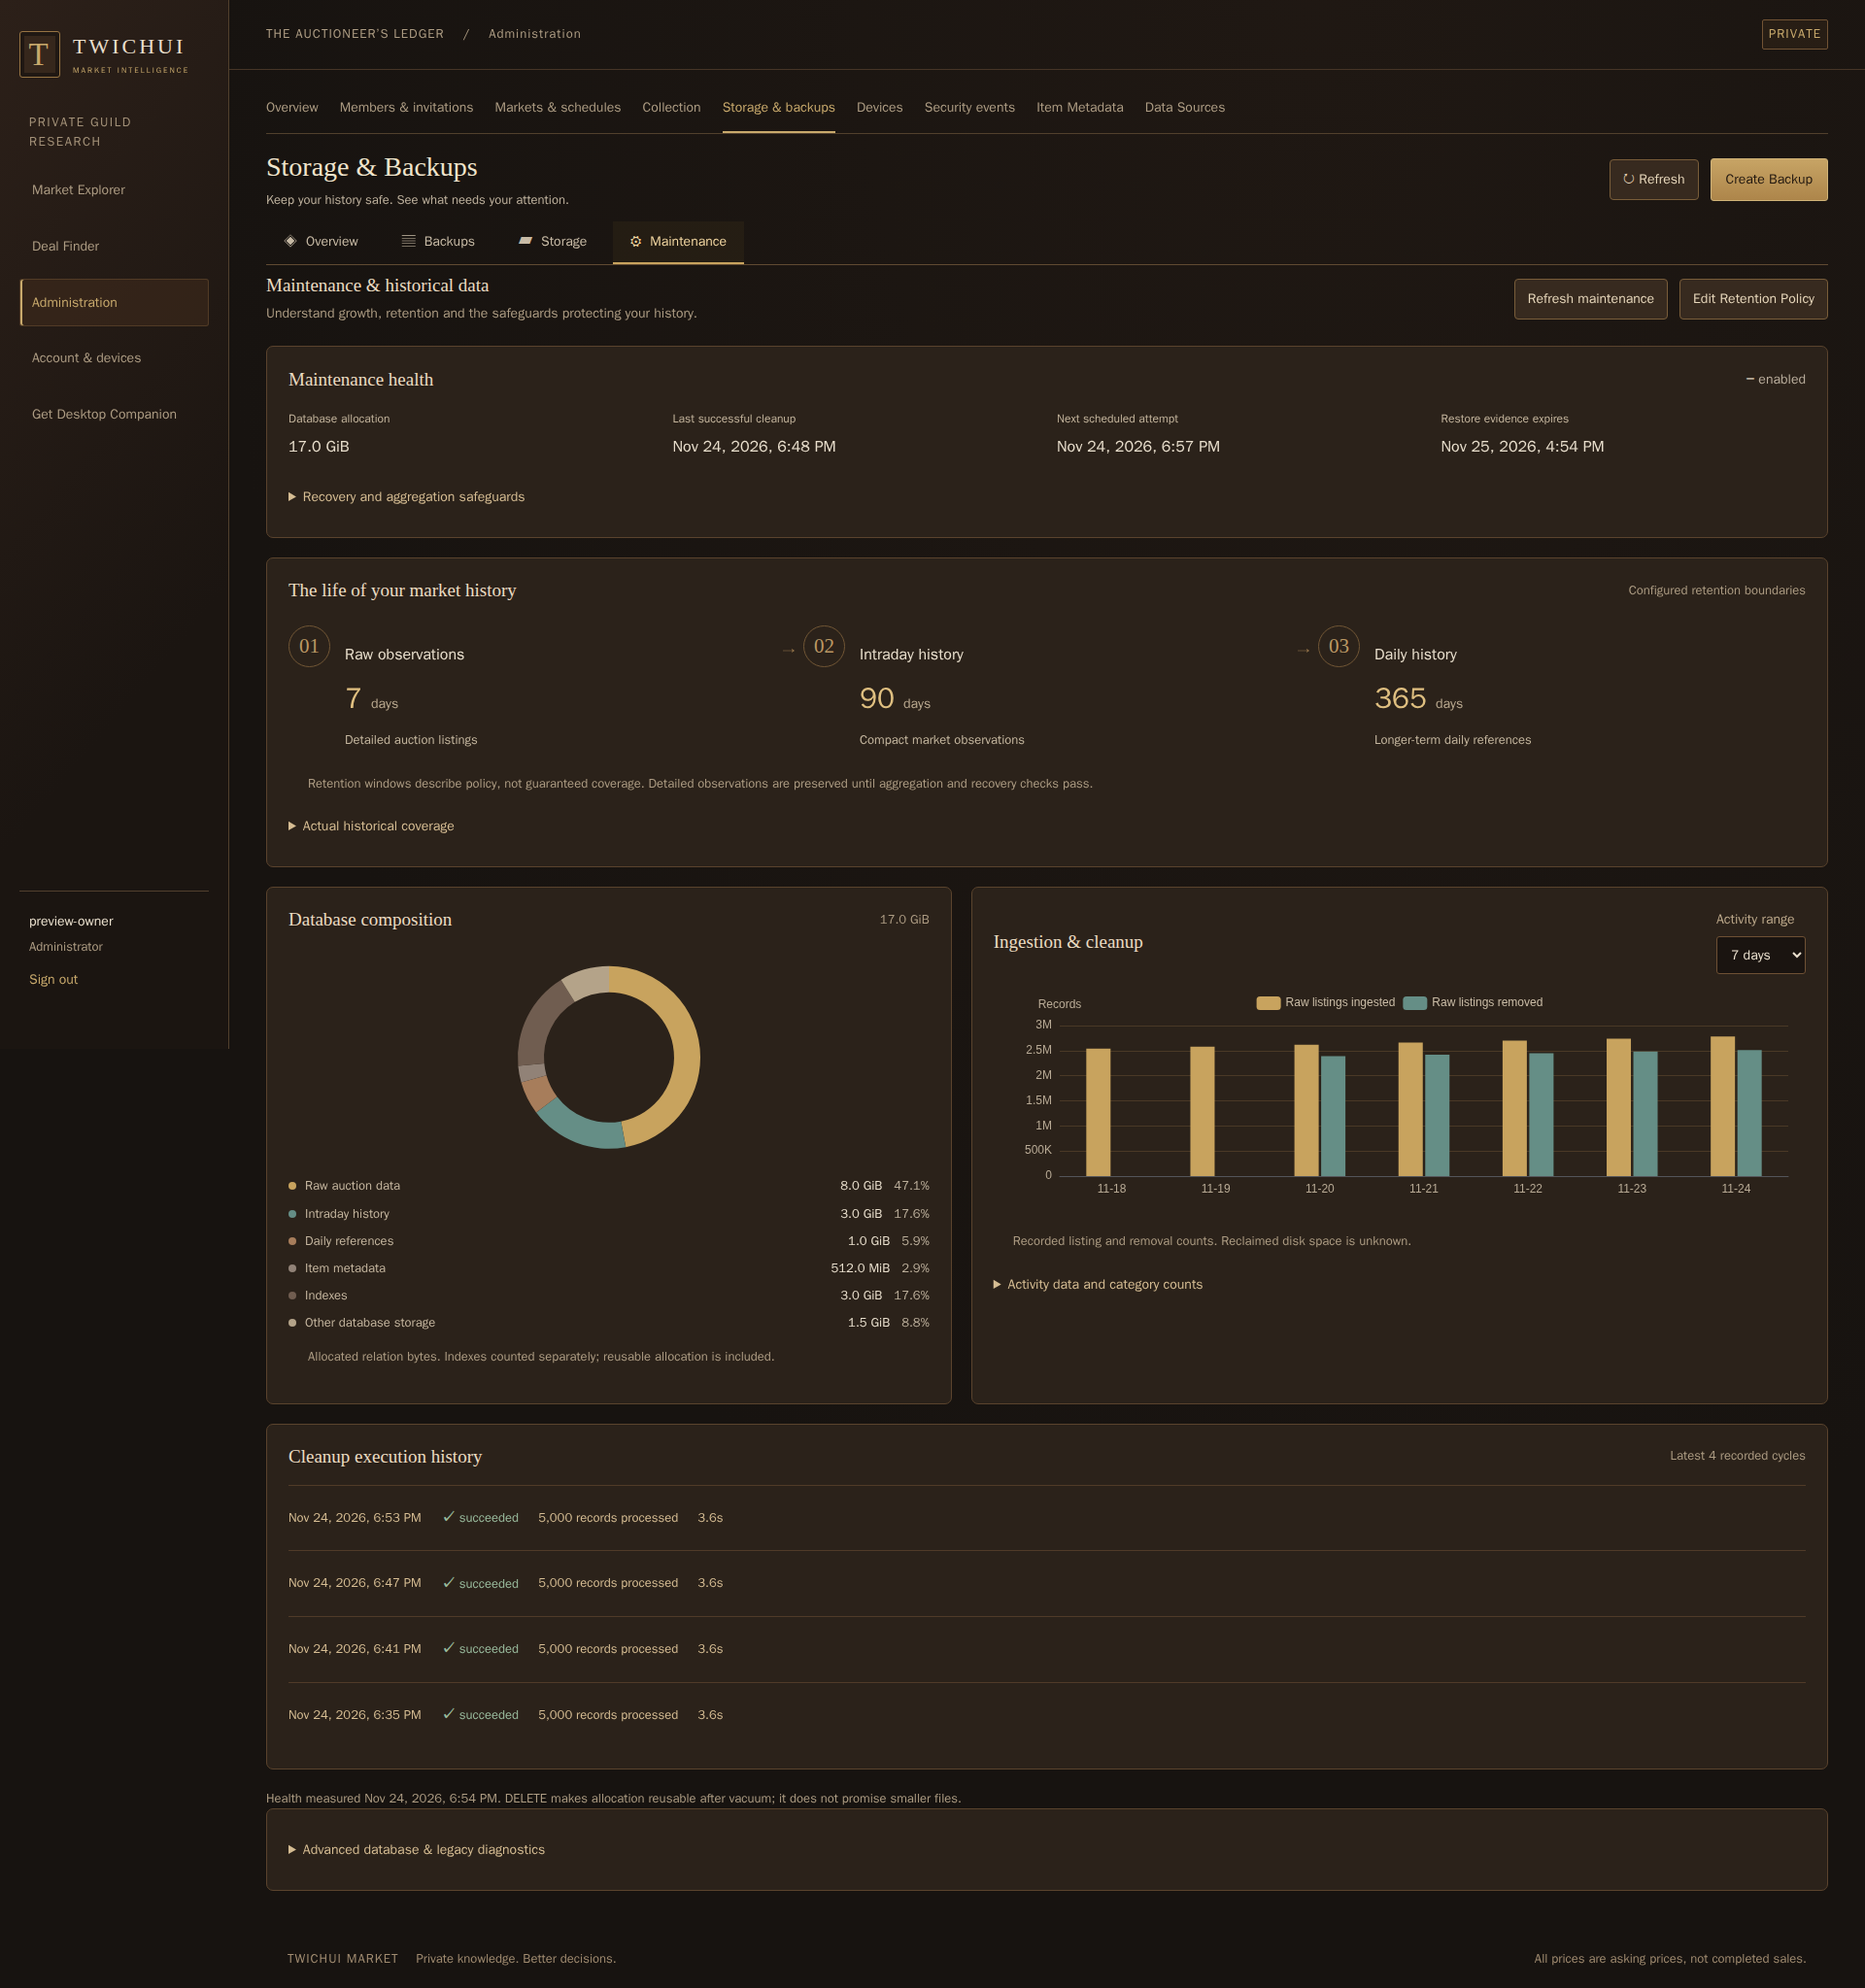 T
TWICHUI
MARKET INTELLIGENCE
PRIVATE GUILD
RESEARCH
Market Explorer
Deal Finder
Administration
Account & devices
Get Desktop Companion
preview-owner
Administrator
Sign out
THE AUCTIONEER'S LEDGER / Administration
PRIVATE
Overview Members & invitations Markets & schedules Collection Storage & backups Devices Security events Item Metadata Data Sources
Storage & Backups
Keep your history safe. See what needs your attention.
Refresh
Create Backup
Overview Backups Storage Maintenance
Maintenance & historical data
Understand growth, retention and the safeguards protecting your history.
Refresh maintenance
Edit Retention Policy
Maintenance health
– enabled
Database allocation
17.0 GiB
Last successful cleanup
Nov 24, 2026, 6:48 PM
Next scheduled attempt
Nov 24, 2026, 6:57 PM
Restore evidence expires
Nov 25, 2026, 4:54 PM
Recovery and aggregation safeguards
The life of your market history
Configured retention boundaries
01
Raw observations
7 days
Detailed auction listings
→ 02
Intraday history
90 days
Compact market observations
→ 03
Daily history
365 days
Longer-term daily references
Retention windows describe policy, not guaranteed coverage. Detailed observations are preserved until aggregation and recovery checks pass.
Actual historical coverage
Database composition
17.0 GiB
Raw auction data 8.0 GiB 47.1%
Intraday history 3.0 GiB 17.6%
Daily references 1.0 GiB 5.9%
Item metadata 512.0 MiB 2.9%
Indexes 3.0 GiB 17.6%
Other database storage 1.5 GiB 8.8%
Allocated relation bytes. Indexes counted separately; reusable allocation is included.
Ingestion & cleanup
Activity range
7 days
Records
Raw listings ingested Raw listings removed
3M
2.5M
2M
1.5M
1M
500K
0
11-18 11-19 11-20 11-21 11-22 11-23 11-24
Recorded listing and removal counts. Reclaimed disk space is unknown.
Activity data and category counts
Cleanup execution history
Latest 4 recorded cycles
Nov 24, 2026, 6:53 PM ✓ succeeded 5,000 records processed 3.6s
Nov 24, 2026, 6:47 PM ✓ succeeded 5,000 records processed 3.6s
Nov 24, 2026, 6:41 PM ✓ succeeded 5,000 records processed 3.6s
Nov 24, 2026, 6:35 PM ✓ succeeded 5,000 records processed 3.6s
Health measured Nov 24, 2026, 6:54 PM. DELETE makes allocation reusable after vacuum; it does not promise smaller files.
Advanced database & legacy diagnostics
TWICHUI MARKET Private knowledge. Better decisions.
All prices are asking prices, not completed sales.